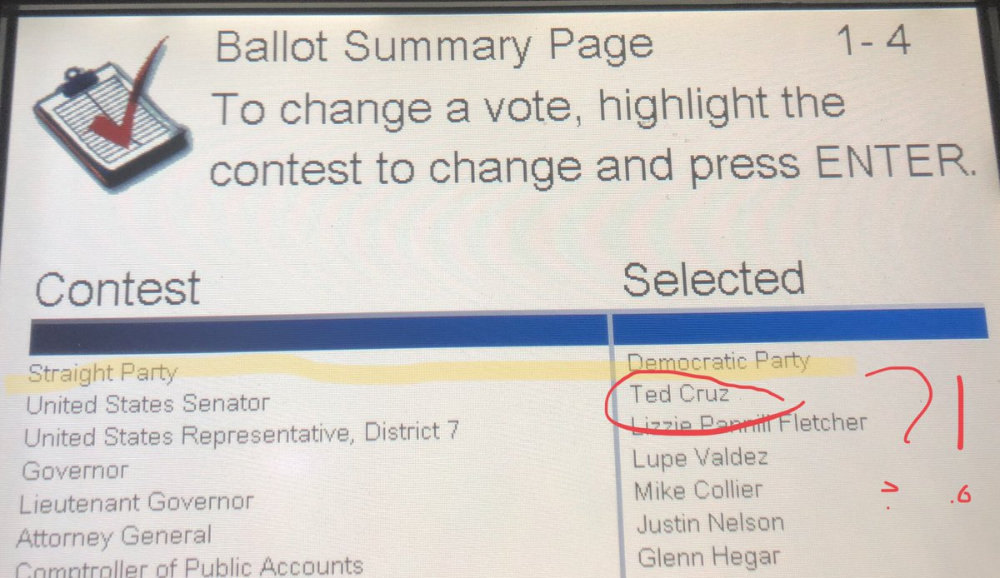 Ballot Summary Page 1-4
To change a vote, highlight the
contest to change and press ENTER.
Contest Selected
Straight Party Democratic Party
United States Senator Ted Cruz
United States Representative, District 7 Lizzie Pannill Fletcher
Governor Lupe Valdez
Lieutenant Governor Mike Collier
Attorney General Justin Nelson
Comptroller of Public Accounts Glenn Hegar
?!